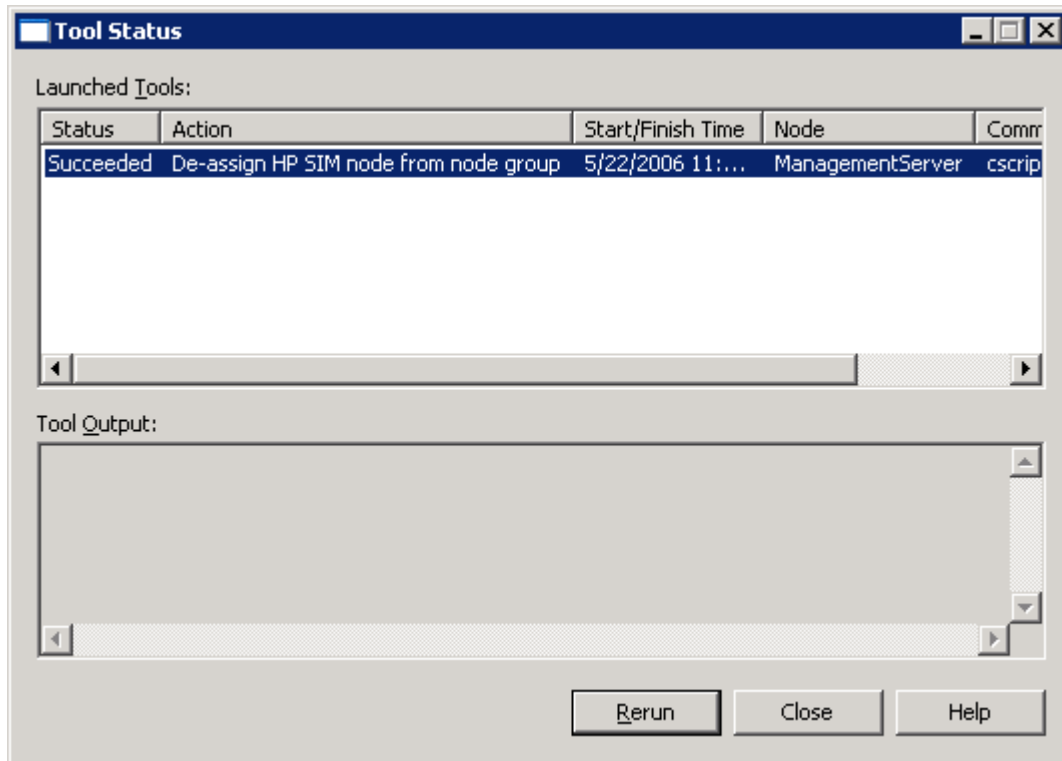 Tool Status
Launched Tools:
Status Action Start/Finish Time Node Comm
Succeeded De-assign HP SIM node from node group 5/22/2006 11:... ManagementServer cscrip
Tool Output:
Rerun Close Help